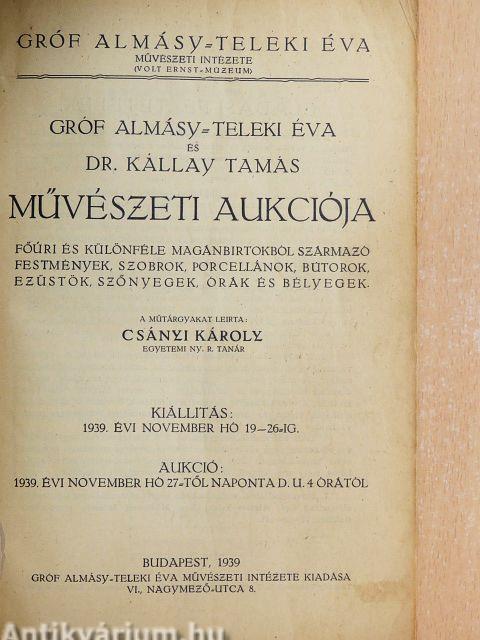 GRÓF ALMÁSY-TELEKI ÉVA
MŰVÉSZETI INTÉZETE
(VOLT ERNST-MÚZEUM)
GRÓF ALMÁSY-TELEKI ÉVA
ÉS
DR. KÁLLAY TAMÁS
MŰVÉSZETI AUKCIÓJA
FŐÚRI ÉS KÜLÖNFÉLE MAGÁNBIRTOKBÓL SZÁRMAZÓ
FESTMÉNYEK, SZOBROK, PORCELLÁNOK, BÚTOROK,
EZÜSTÖK, SZŐNYEGEK, ÓRÁK ÉS BÉLYEGEK.
A MŰTÁRGYAKAT LEIRTA:
CSÁNYI KÁROLY
EGYETEMI NY. R. TANÁR
KIÁLLITÁS:
1939. ÉVI NOVEMBER HÓ 19—26-IG.
AUKCIÓ:
1939. ÉVI NOVEMBER HÓ 27-TŐL NAPONTA D. U. 4 ÓRÁTÓL
BUDAPEST, 1939
GRÓF ALMÁSY-TELEKI ÉVA MŰVÉSZETI INTÉZETE KIADÁSA
VI., NAGYMEZŐ-UTCA 8.
Antikvárium.hu